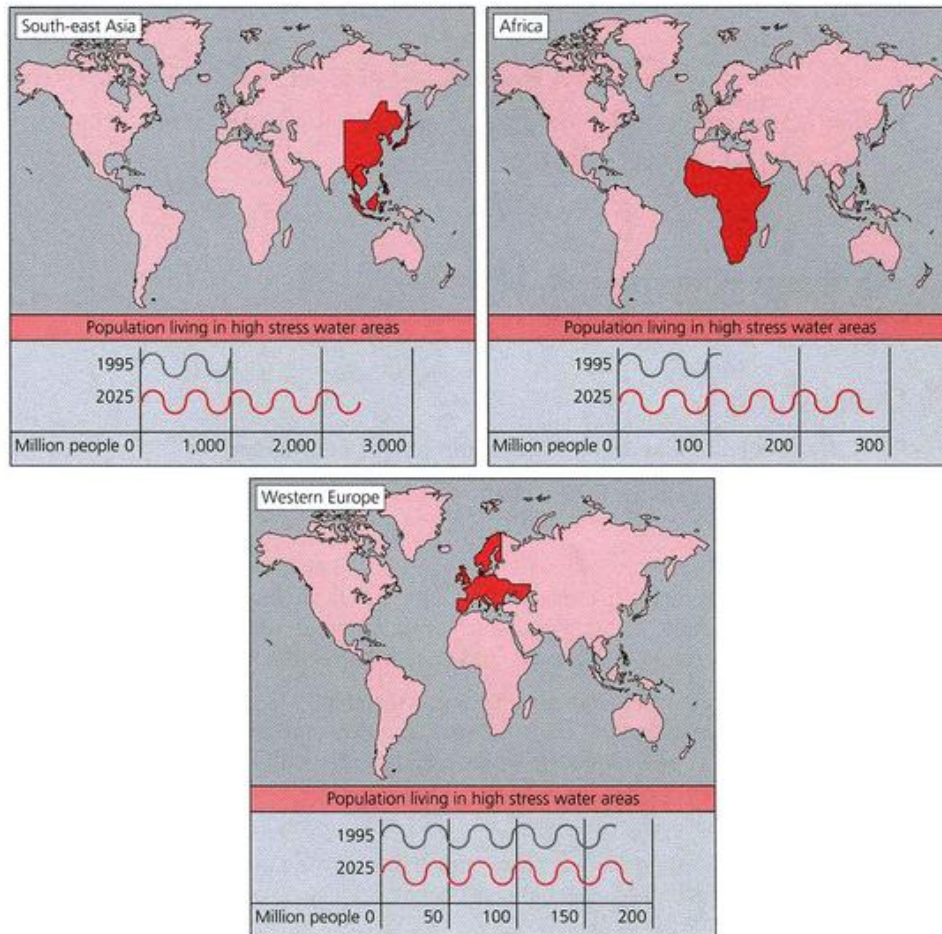 South-east Asia
Population living in high stress water areas
1995
2025
Million people 0 1,000 2,000 3,000
Africa
Population living in high stress water areas
1995
2025
Million people 0 100 200 300
Western Europe
Population living in high stress water areas
1995
2025
Million people 0 50 100 150 200